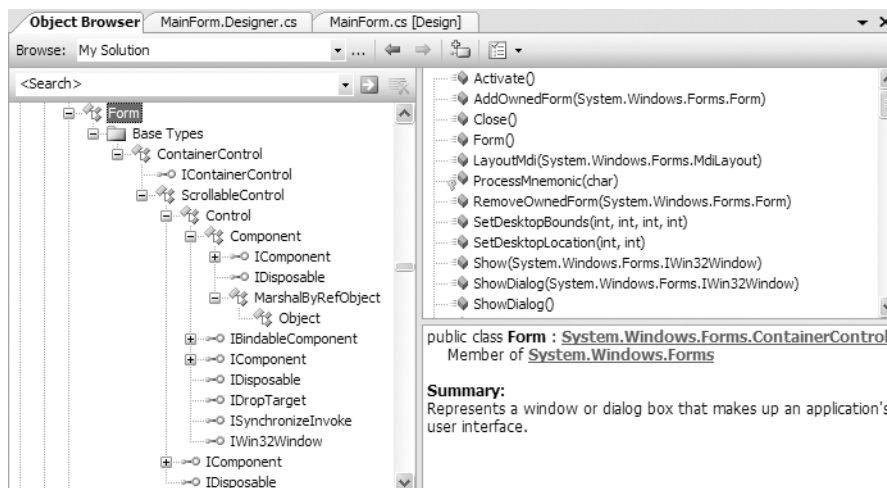 Object Browser MainForm.Designer.cs MainForm.cs [Design]
Browse: My Solution ...
<Search>
Form
Base Types
ContainerControl
IContainerControl
ScrollableControl
Control
Component
IComponent
IDisposable
MarshalByRefObject
Object
IBindableComponent
IComponent
IDisposable
IDropTarget
ISynchronizeInvoke
IWin32Window
IComponent
IDisposable
Activate()
AddOwnedForm(System.Windows.Forms.Form)
Close()
Form()
LayoutMdi(System.Windows.Forms.MdiLayout)
ProcessMnemonic(char)
RemoveOwnedForm(System.Windows.Forms.Form)
SetDesktopBounds(int, int, int, int)
SetDesktopLocation(int, int)
Show(System.Windows.Forms.IWin32Window)
ShowDialog(System.Windows.Forms.IWin32Window)
ShowDialog()
public class Form : System.Windows.Forms.ContainerControl
Member of System.Windows.Forms
Summary:
Represents a window or dialog box that makes up an application's
user interface.